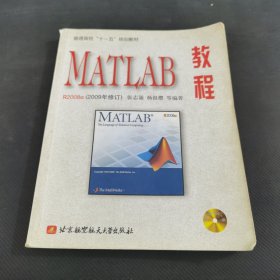 普通高校“十一五”规划教材
MATLAB
教程
R2008a (2009年修订) 张志涌 杨祖樱 等编著
MATLAB®
The Language of Technical Computing
R2008a
The MathWorks
北京航空航天大学出版社